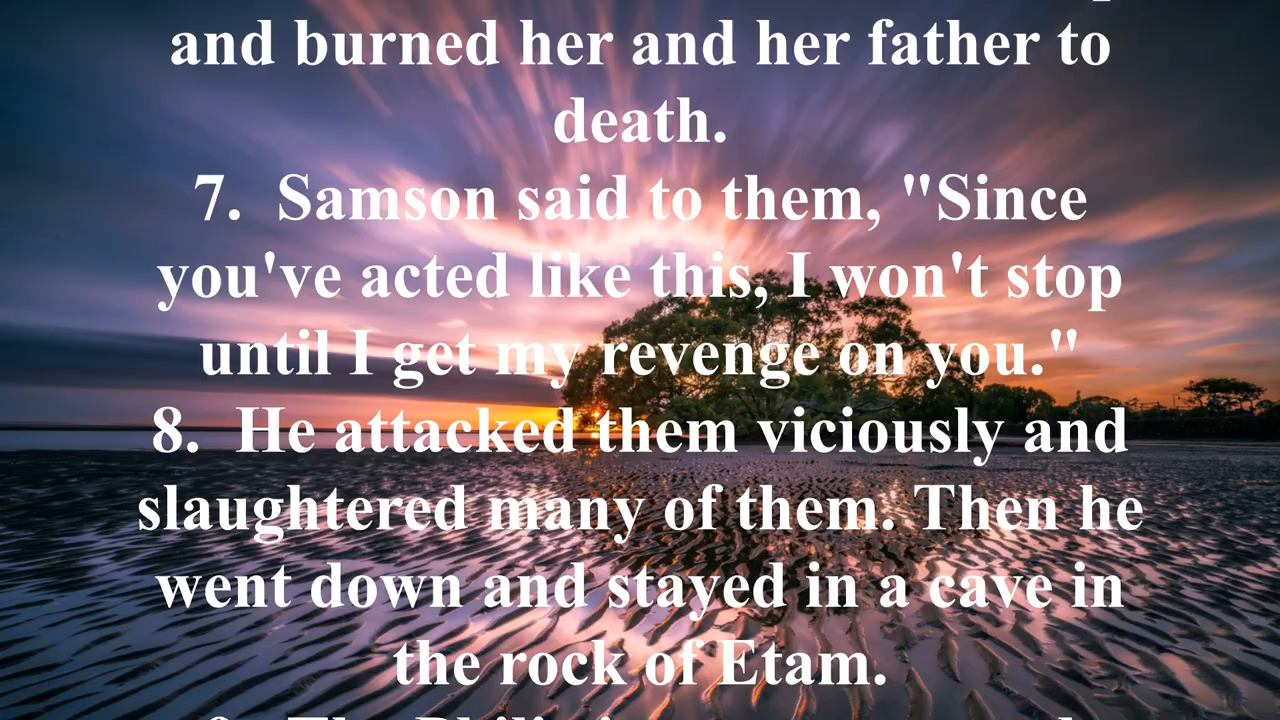 and burned her and her father to
death.
7.  Samson said to them, "Since
you've acted like this, I won't stop
until I get my revenge on you."
8.  He attacked them viciously and
slaughtered many of them. Then he
went down and stayed in a cave in
the rock of Etam.